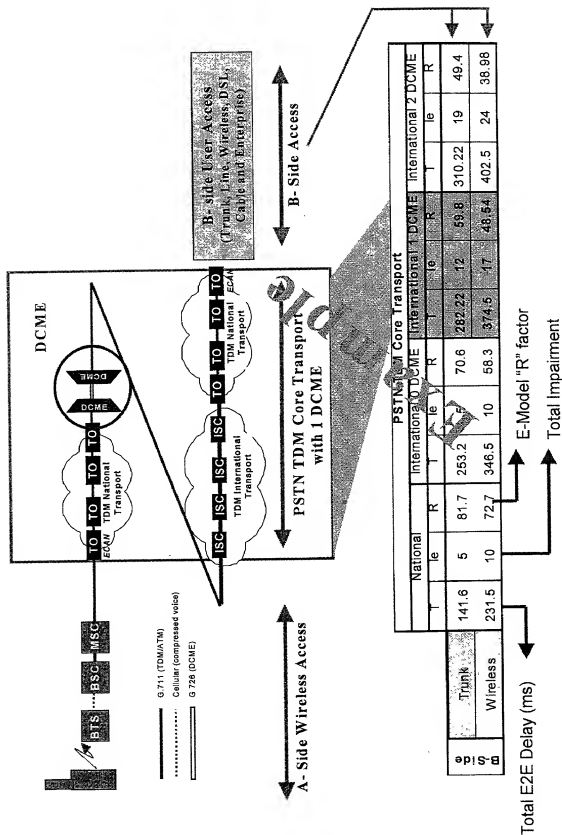 DCME
DCME
DCME
TO
TO
TO
TO
ECAN
TDM National
Transport
BTS
BSC
MSC
G.711 (TDM/ATM)
Cellular (compressed voice)
G 726 (DCME)
ISC
ISC
ISC
ISC
TDM International
Transport
TO
TO
TO
TO
ECAN
TDM National
Transport
B- side User Access
(Trunk, Line, Wireless, DSL,
Cable and Enterprise)
A- Side Wireless Access
PSTN TDM Core Transport
with 1 DCME
B- Side Access
Example
PSTN TDM Core Transport
National International 0 DCME International 1 DCME International 2 DCME
T Ie R T R T Ie R T Ie R
B-Side
Trunk 141.6 5 81.7 253.2 5 70.6 282.22 12 59.8 310.22 19 49.4
Wireless 231.5 10 72.7 346.5 10 58.3 374.5 17 48.54 402.5 24 38.98
E-Model "R" factor
Total Impairment
Total E2E Delay (ms)